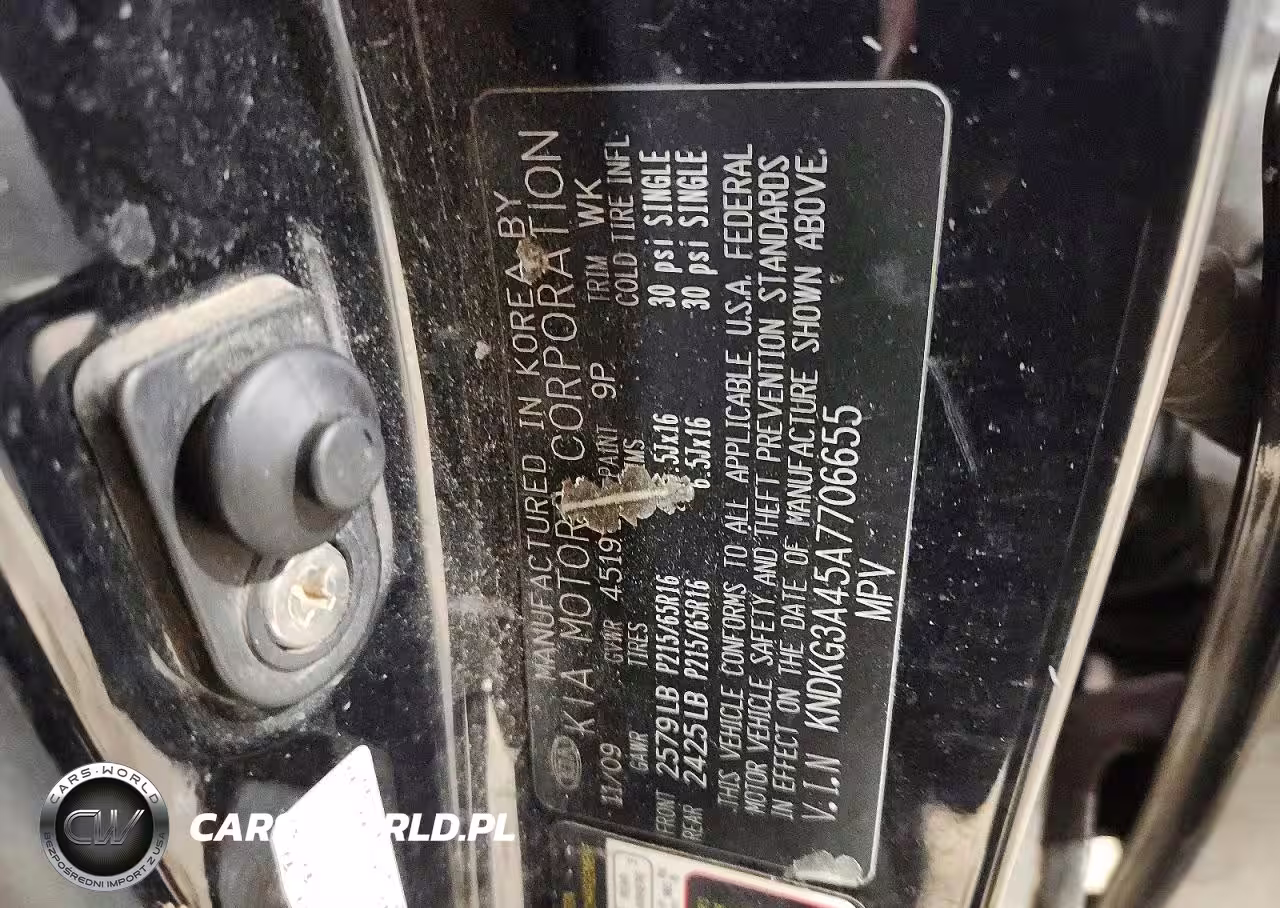 MANUFACTURED IN KOREA BY
KIA KIA MOTORS CORPORATION
11/09 GVWR 4519 PAINT 9P TRIM WK
GAWR TIRES COLD TIRE INFL
FRONT 2579LB P215/65R16 6.5Jx16 30 psi SINGLE
REAR 2425LB P215/65R16 6.5Jx16 30 psi SINGLE
THIS VEHICLE CONFORMS TO ALL APPLICABLE U.S.A. FEDERAL
MOTOR VEHICLE SAFETY AND THEFT PREVENTION STANDARDS
IN EFFECT ON THE DATE OF MANUFACTURE SHOWN ABOVE.
V.I.N KNDKG3A45A7706655
MPV
CARS-WORLD
CW
BEZPOŚREDNI IMPORT Z USA
CARS-WORLD.PL